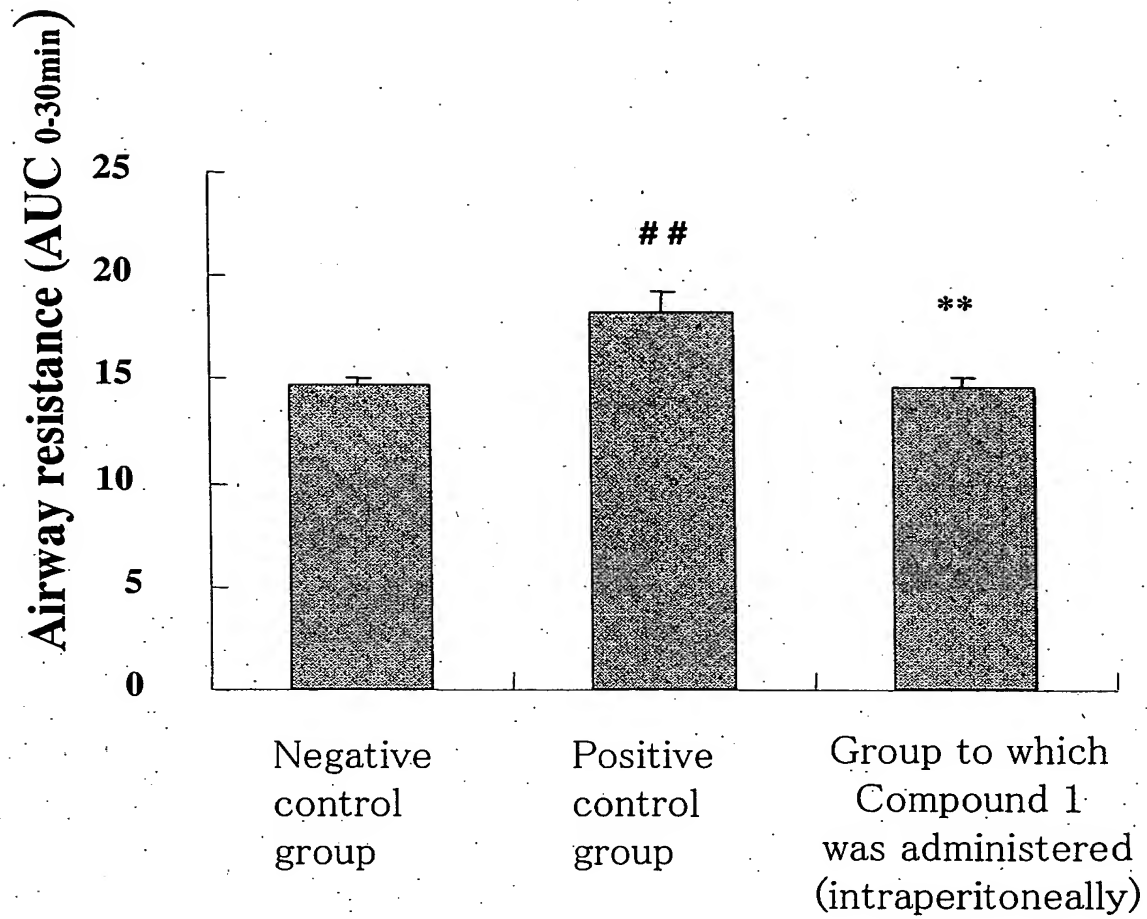 Airway resistance (AUC 0-30min)
25
20
15
10
5
0
##
**
Negative
control
group
Positive
control
group
Group to which
Compound 1
was administered
(intraperitoneally)